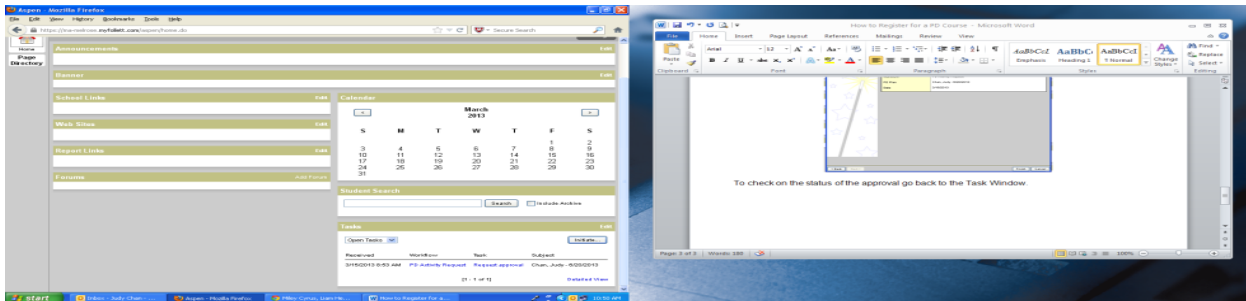 Aspen - Mozilla Firefox
File Edit View History Bookmarks Tools Help
https://ma-melrose.myfollett.com/aspen/home.do
Secure Search
Home
Page Directory
Announcements Edit
Banner Edit
School Links Edit
Web Sites Edit
Report Links Edit
Forums Add Forum
Calendar
< March >
2013
S M T W T F S
1 2
3 4 5 6 7 8 9
10 11 12 13 14 15 16
17 18 19 20 21 22 23
24 25 26 27 28 29 30
31
Student Search
Search Include Archive
Tasks Edit
Open Tasks Initiate...
Received Workflow Task Subject
3/15/2013 8:53 AM PD Activity Request Request approval Chan, Judy -
[1 - 1 of 1]
Detailed View
start Inbox - Judy Chan - ... Aspen - Mozilla Firefox Miley Cyrus, Liam He... How to Register for a... 10:50 AM
How to Register for a PD Course - Microsoft Word
File Home Insert Page Layout References Mailings Review View
Paste Arial 12
AaBbCcI AaBbC AaBbCcI
Emphasis Heading 1 ¶ Normal
Change Styles
Find
Replace
Select
Clipboard Font Paragraph Styles Editing
To check on the status of the approval go back to the Task Window.
Page: 3 of 3 Words: 188 100%